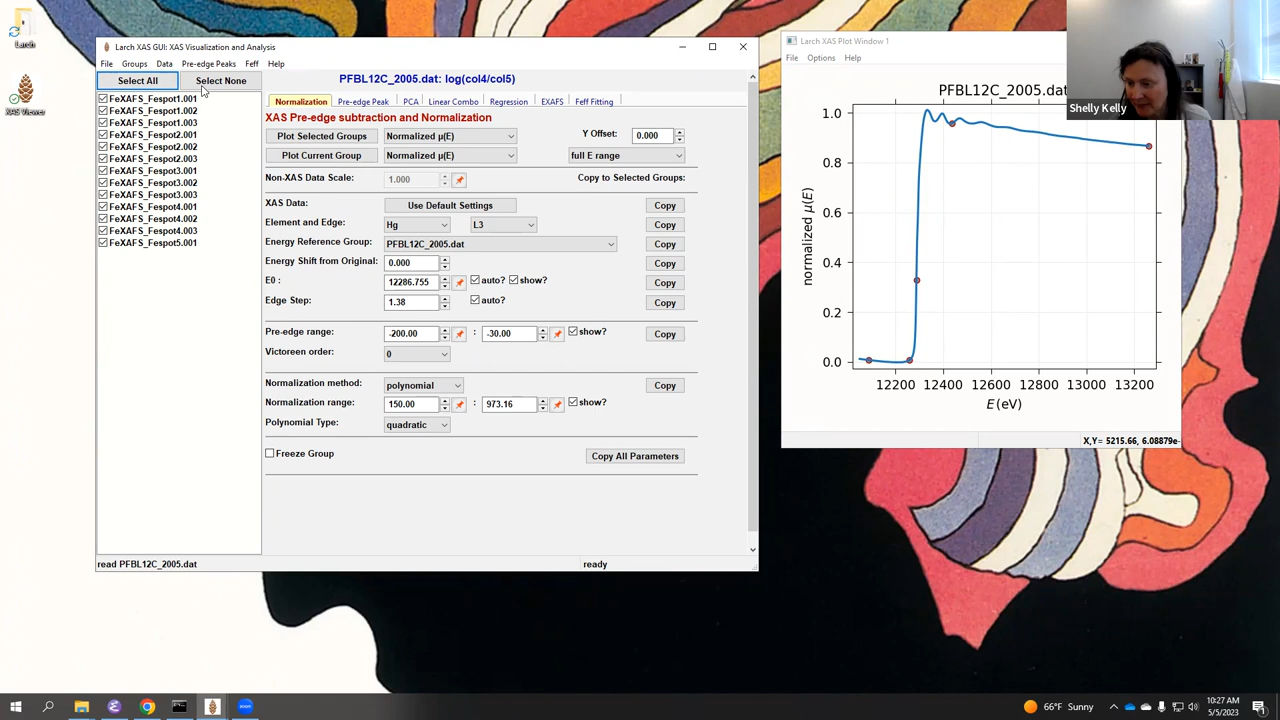 Larch
XAS Viewer
Larch XAS GUI: XAS Visualization and Analysis
File Groups Data Pre-edge Peaks Feff Help
Select All Select None
FeXAFS_Fespot1.001
FeXAFS_Fespot1.002
FeXAFS_Fespot1.003
FeXAFS_Fespot2.001
FeXAFS_Fespot2.002
FeXAFS_Fespot2.003
FeXAFS_Fespot3.001
FeXAFS_Fespot3.002
FeXAFS_Fespot3.003
FeXAFS_Fespot4.001
FeXAFS_Fespot4.002
FeXAFS_Fespot4.003
FeXAFS_Fespot5.001
PFBL12C_2005.dat: log(col4/col5)
Normalization Pre-edge Peak PCA Linear Combo Regression EXAFS Feff Fitting
XAS Pre-edge subtraction and Normalization
Plot Selected Groups Normalized μ(E) Y Offset: 0.000
Plot Current Group Normalized μ(E) full E range
Non-XAS Data Scale: 1.000 Copy to Selected Groups:
XAS Data: Use Default Settings Copy
Element and Edge: Hg L3 Copy
Energy Reference Group: PFBL12C_2005.dat Copy
Energy Shift from Original: 0.000 Copy
E0 : 12286.755 auto? show? Copy
Edge Step: 1.38 auto? Copy
Pre-edge range: -200.00 : -30.00 show? Copy
Victoreen order: 0
Normalization method: polynomial Copy
Normalization range: 150.00 : 973.16 show?
Polynomial Type: quadratic
Freeze Group Copy All Parameters
read PFBL12C_2005.dat ready
Larch XAS Plot Window 1
File Options Help
PFBL12C_2005.dat
Shelly Kelly
normalized μ(E)
1.0
0.8
0.6
0.4
0.2
0.0
12200 12400 12600 12800 13000 13200
E (eV)
X,Y= 5215.66, 6.08879e-
66°F Sunny
10:27 AM
5/5/2023